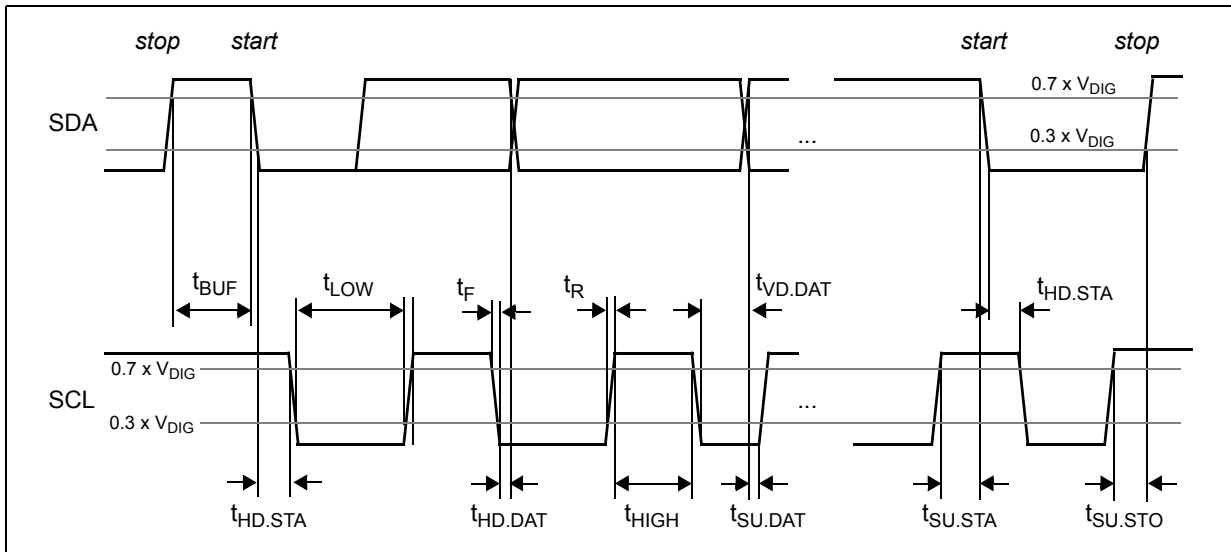 stop start start stop
0.7 x VDIG
SDA
0.3 x VDIG
...
tBUF tLOW tF tR tVD.DAT tHD.STA
0.7 x VDIG
SCL ...
0.3 x VDIG
tHD.STA tHD.DAT tHIGH tSU.DAT tSU.STA tSU.STO